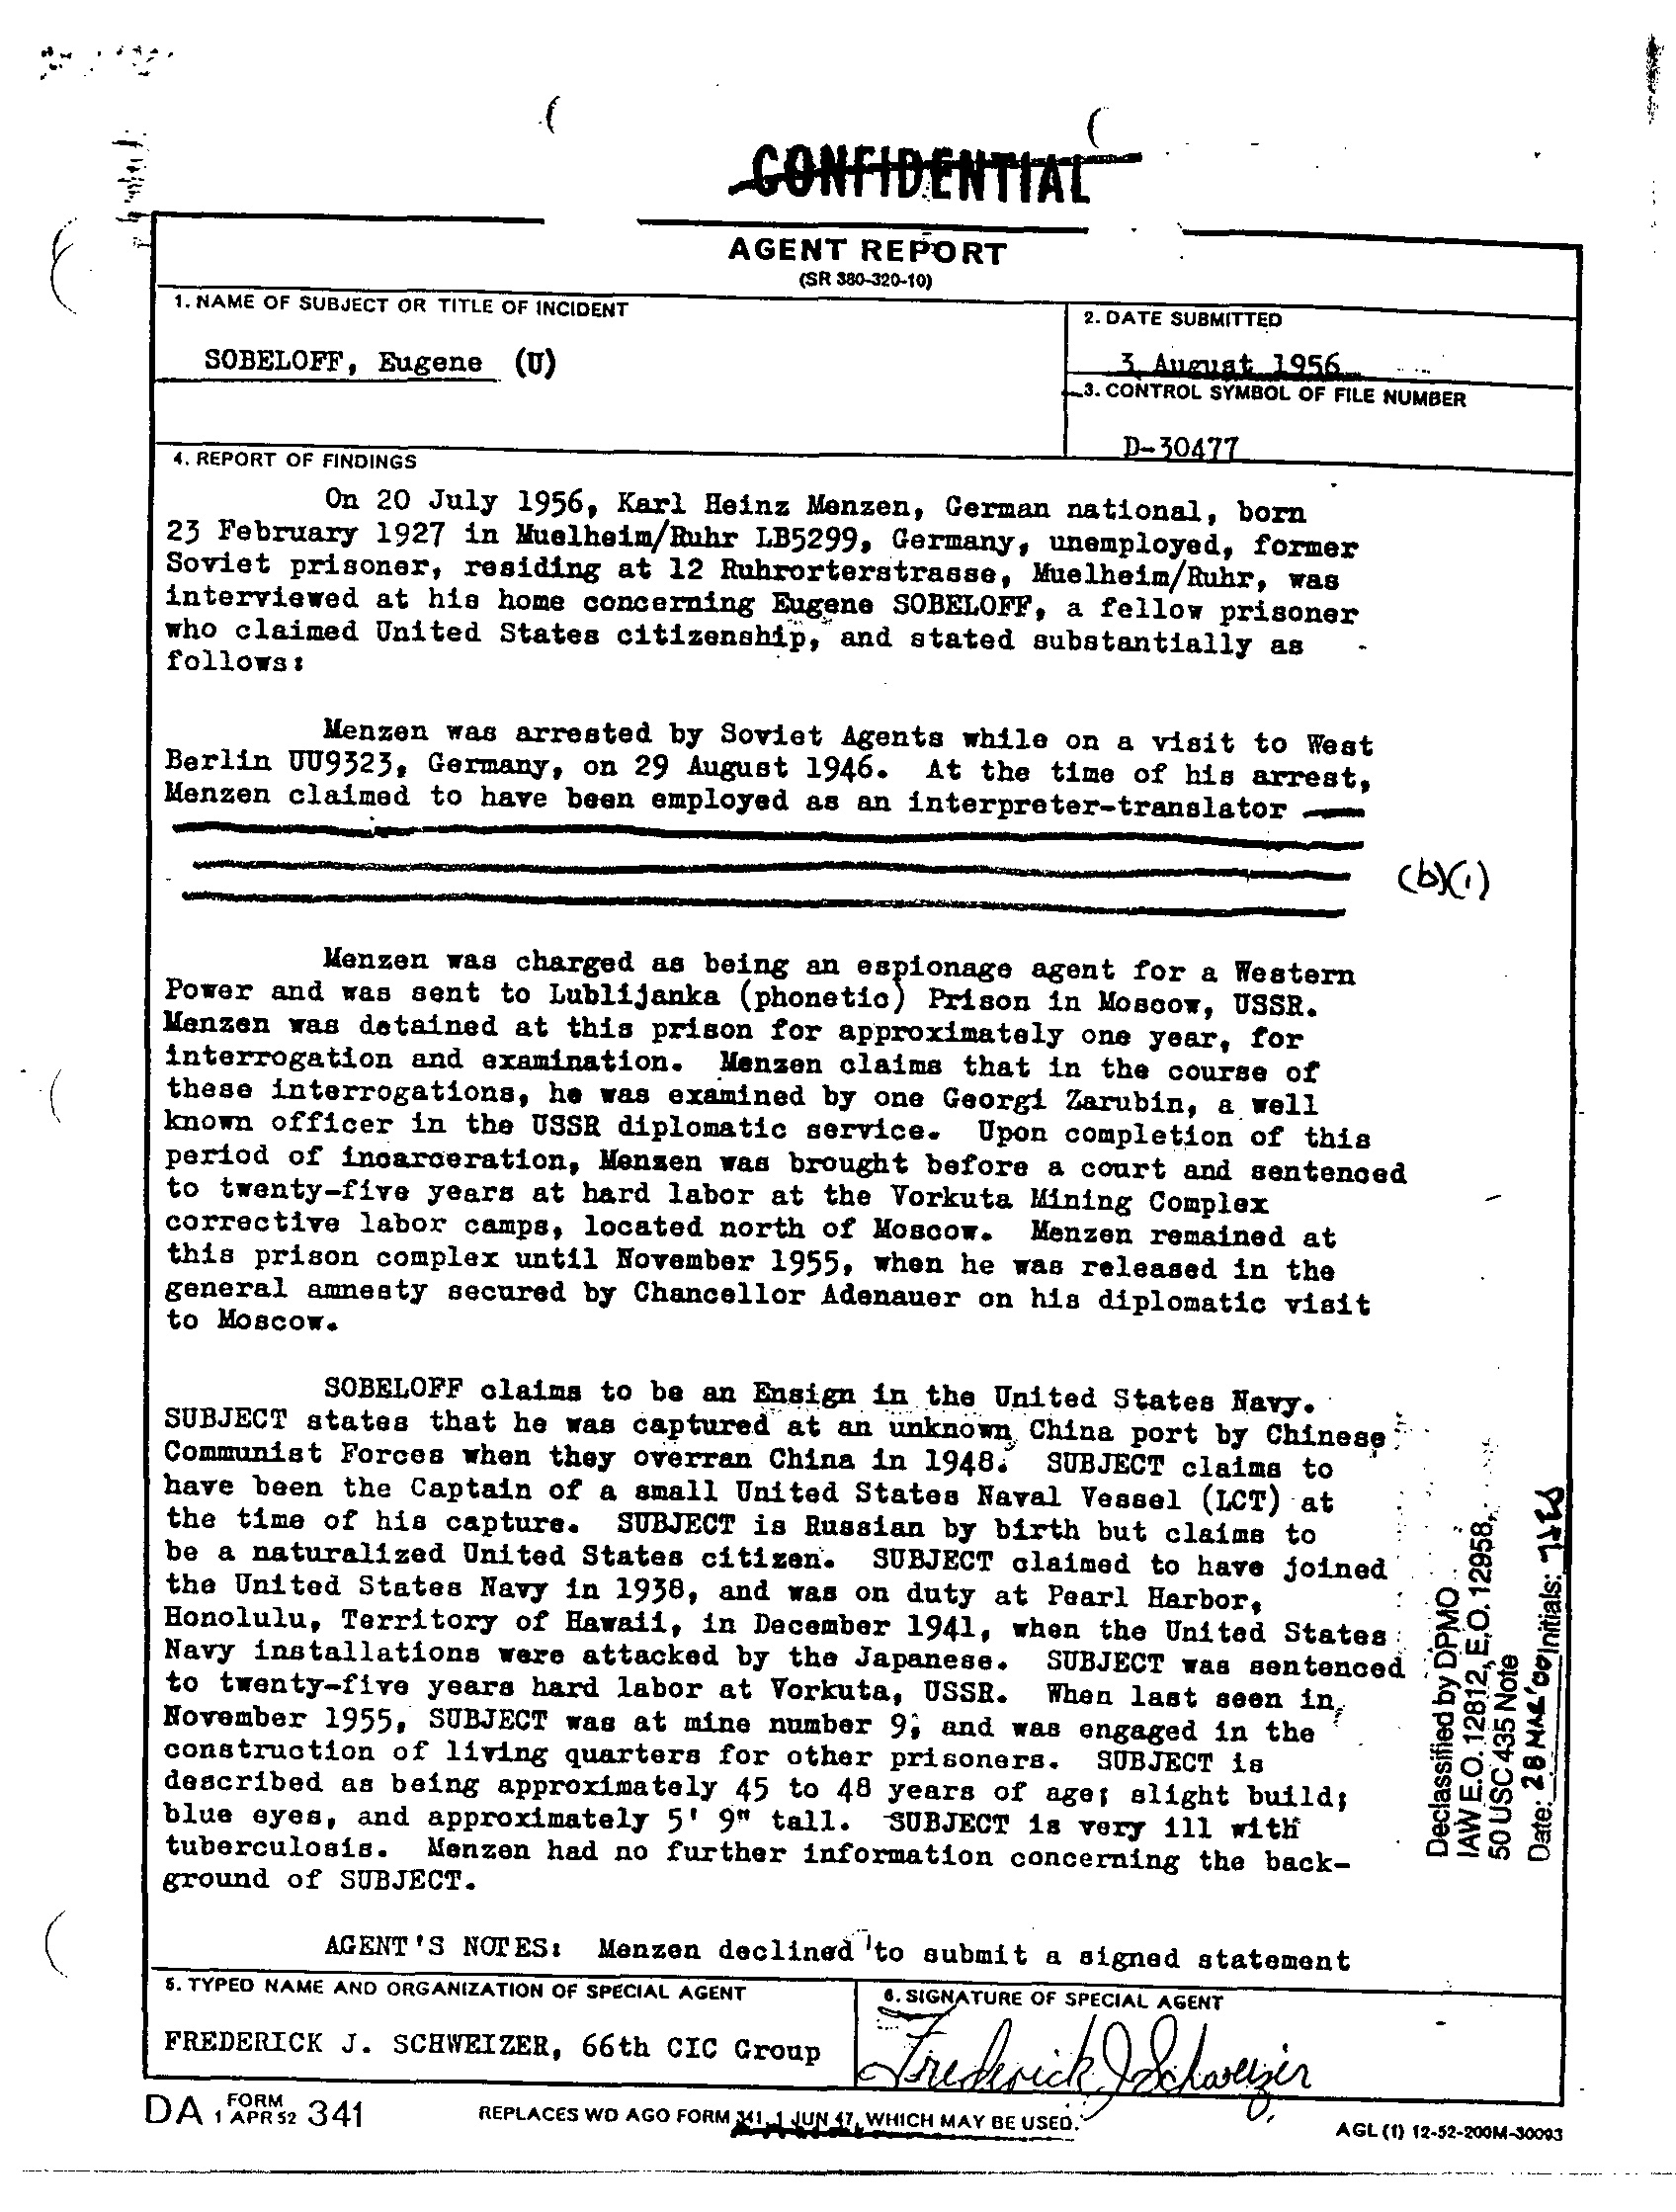 CONFIDENTIAL
AGENT REPORT
(SR 380-320-10)
1. NAME OF SUBJECT OR TITLE OF INCIDENT
SOBELOFF, Eugene (U)
2. DATE SUBMITTED
3 August 1956
3. CONTROL SYMBOL OF FILE NUMBER
D-30477
4. REPORT OF FINDINGS
On 20 July 1956, Karl Heinz Menzen, German national, born
23 February 1927 in Muelheim/Ruhr LB5299, Germany, unemployed, former
Soviet prisoner, residing at 12 Ruhrorterstrasse, Muelheim/Ruhr, was
interviewed at his home concerning Eugene SOBELOFF, a fellow prisoner
who claimed United States citizenship, and stated substantially as
follows:
Menzen was arrested by Soviet Agents while on a visit to West
Berlin UU9323, Germany, on 29 August 1946. At the time of his arrest,
Menzen claimed to have been employed as an interpreter-translator
(b)(1)
Menzen was charged as being an espionage agent for a Western
Power and was sent to Lublijanka (phonetic) Prison in Moscow, USSR.
Menzen was detained at this prison for approximately one year, for
interrogation and examination. Menzen claims that in the course of
these interrogations, he was examined by one Georgi Zarubin, a well
known officer in the USSR diplomatic service. Upon completion of this
period of incarceration, Menzen was brought before a court and sentenced
to twenty-five years at hard labor at the Vorkuta Mining Complex
corrective labor camps, located north of Moscow. Menzen remained at
this prison complex until November 1955, when he was released in the
general amnesty secured by Chancellor Adenauer on his diplomatic visit
to Moscow.
SOBELOFF claims to be an Ensign in the United States Navy.
SUBJECT states that he was captured at an unknown China port by Chinese
Communist Forces when they overran China in 1948. SUBJECT claims to
have been the Captain of a small United States Naval Vessel (LCT) at
the time of his capture. SUBJECT is Russian by birth but claims to
be a naturalized United States citizen. SUBJECT claimed to have joined
the United States Navy in 1938, and was on duty at Pearl Harbor,
Honolulu, Territory of Hawaii, in December 1941, when the United States
Navy installations were attacked by the Japanese. SUBJECT was sentenced
to twenty-five years hard labor at Vorkuta, USSR. When last seen in
November 1955, SUBJECT was at mine number 9; and was engaged in the
construction of living quarters for other prisoners. SUBJECT is
described as being approximately 45 to 48 years of age; slight build;
blue eyes, and approximately 5' 9" tall. SUBJECT is very ill with
tuberculosis. Menzen had no further information concerning the back-
ground of SUBJECT.
AGENT'S NOTES: Menzen declined to submit a signed statement
Declassified by DPMO
IAW E.O. 12812, E.O. 12958,
50 USC 435 Note
Date: 28 MAR '00 Initials:
5. TYPED NAME AND ORGANIZATION OF SPECIAL AGENT
FREDERICK J. SCHWEIZER, 66th CIC Group
6. SIGNATURE OF SPECIAL AGENT
Frederick J Schweizer
DA FORM 1 APR 52 341
REPLACES WD AGO FORM 341, 1 JUN 47, WHICH MAY BE USED.
AGL (1) 12-52-200M-30093